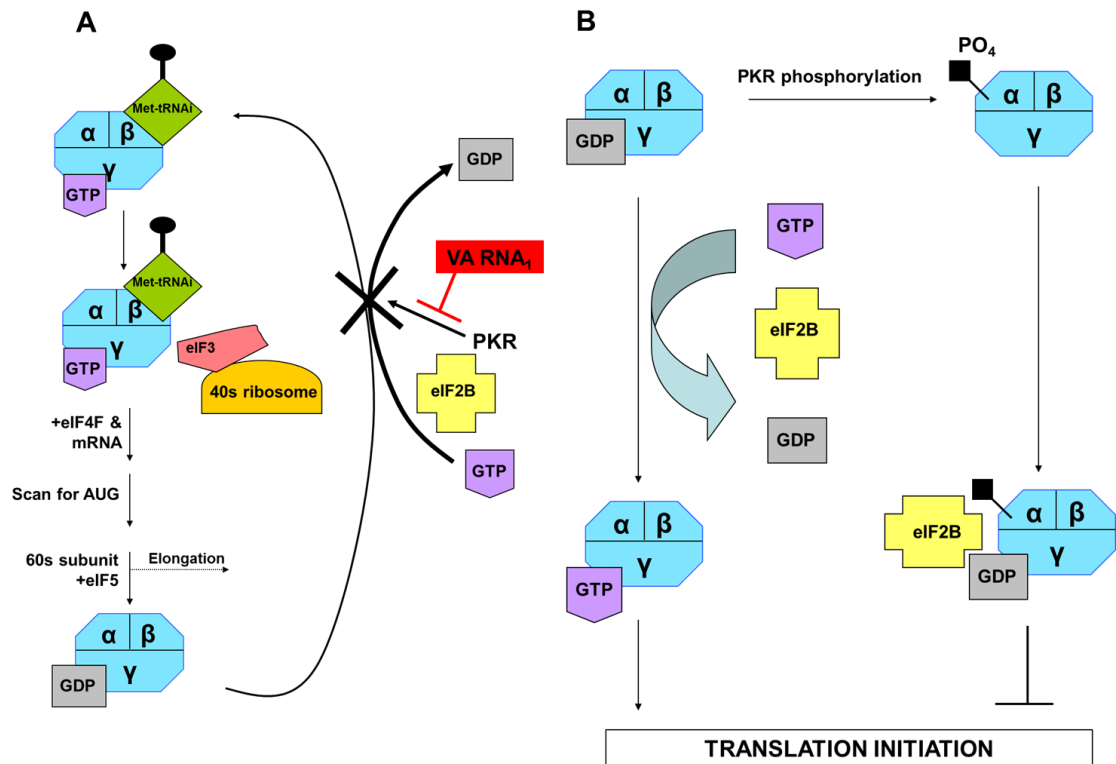 A
Met-tRNAi
α β
γ
GTP
Met-tRNAi
α β
γ
GTP
eIF3
40s ribosome
+eIF4F &
mRNA
Scan for AUG
60s subunit
+eIF5
Elongation
α β
γ
GDP
GDP
VA RNA₁
PKR
eIF2B
GTP
B
α β
γ
GDP
PKR phosphorylation
PO₄
α β
γ
GTP
eIF2B
GDP
α β
γ
GTP
eIF2B
α β
γ
GDP
TRANSLATION INITIATION